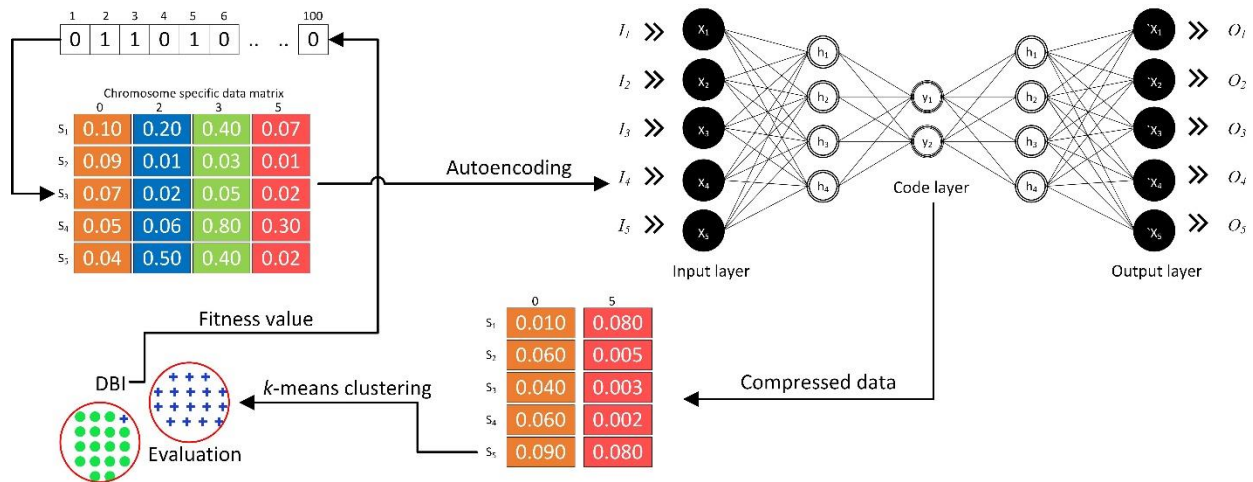 1 2 3 4 5 6 100
0 1 1 0 1 0 .. .. 0
Chromosome specific data matrix
0 2 3 5
S1 0.10 0.20 0.40 0.07
S2 0.09 0.01 0.03 0.01
S3 0.07 0.02 0.05 0.02
S4 0.05 0.06 0.80 0.30
S5 0.04 0.50 0.40 0.02
Autoencoding
I1 >> X1 h1 h1 `X1 >> O1
I2 >> X2 h2 y1 h2 `X2 >> O2
I3 >> X3 h3 y2 h3 `X3 >> O3
I4 >> X4 h4 h4 `X4 >> O4
I5 >> X5 `X5 >> O5
Code layer
Input layer
Output layer
0 5
S1 0.010 0.080
S2 0.060 0.005
S3 0.040 0.003
S4 0.060 0.002
S5 0.090 0.080
Compressed data
Fitness value
DBI
k-means clustering
Evaluation